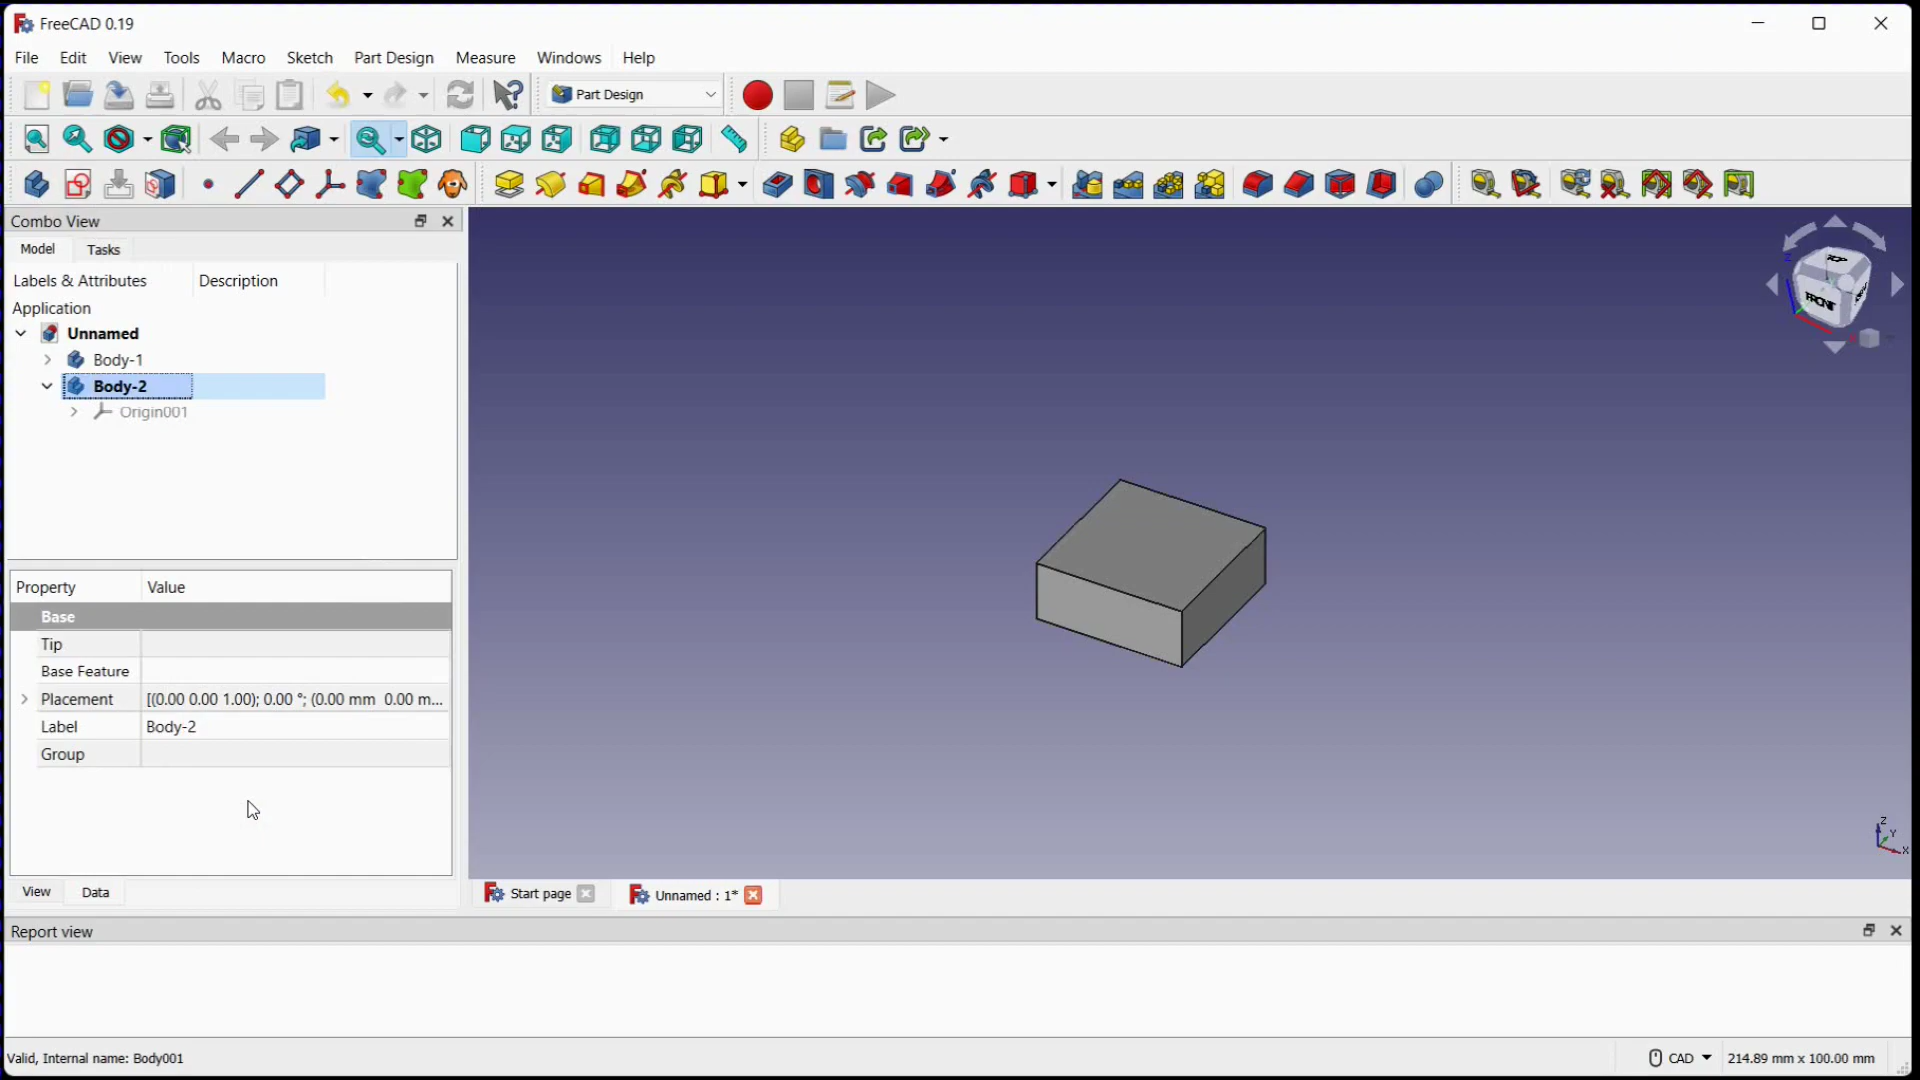 FreeCAD 0.19
File Edit View Tools Macro Sketch Part Design Measure Windows Help
Part Design
Combo View
Model Tasks
Labels & Attributes Description
Application
Unnamed
Body-1
Body-2
Origin001
Property Value
Base
Tip
Base Feature
Placement [(0.00 0.00 1.00); 0.00 °; (0.00 mm 0.00 m...
Label Body-2
Group
View Data
TOP
FRONT
Z
X
Y
Start page Unnamed : 1*
Report view
Valid, Internal name: Body001
CAD 214.89 mm x 100.00 mm